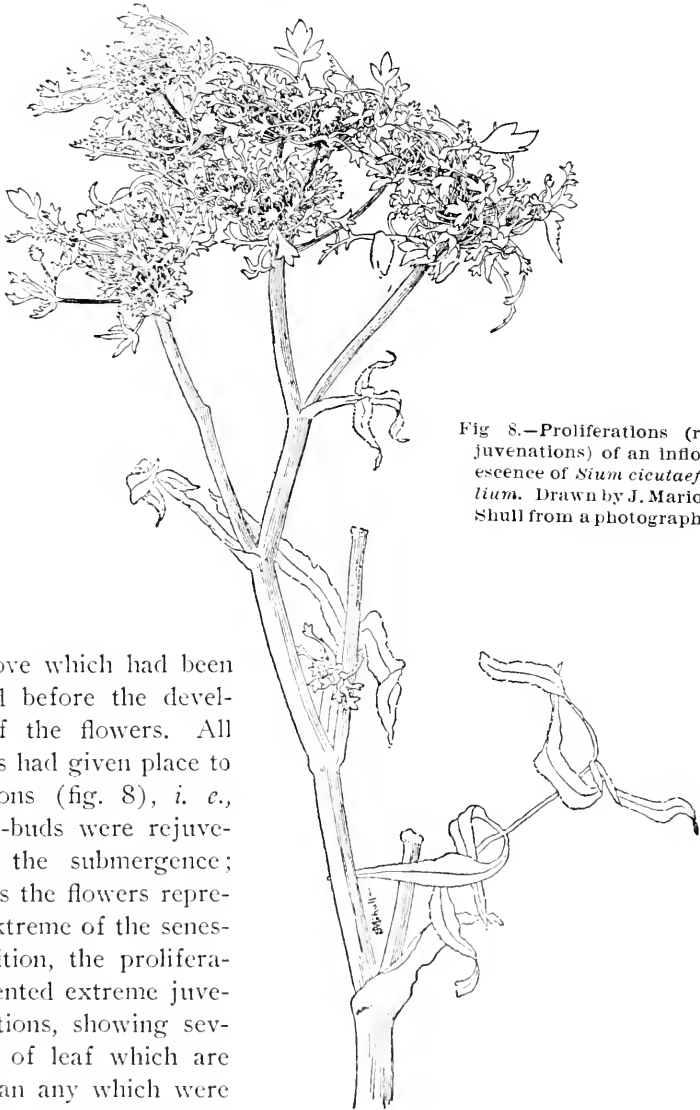 Fig 8.—Proliferations (r
juvenations) of an inflo
escence of Sium cicutaef
lium. Drawn by J. Mario
Shull from a photograph
ove which had been
l before the devel-
f the flowers. All
s had given place to
ons (fig. 8), i. e.,
-buds were rejuve-
the submergence;
s the flowers repre-
xtreme of the senes-
ition, the prolifera-
ented extreme juve-
tions, showing sev-
of leaf which are
an any which were
JMShull-